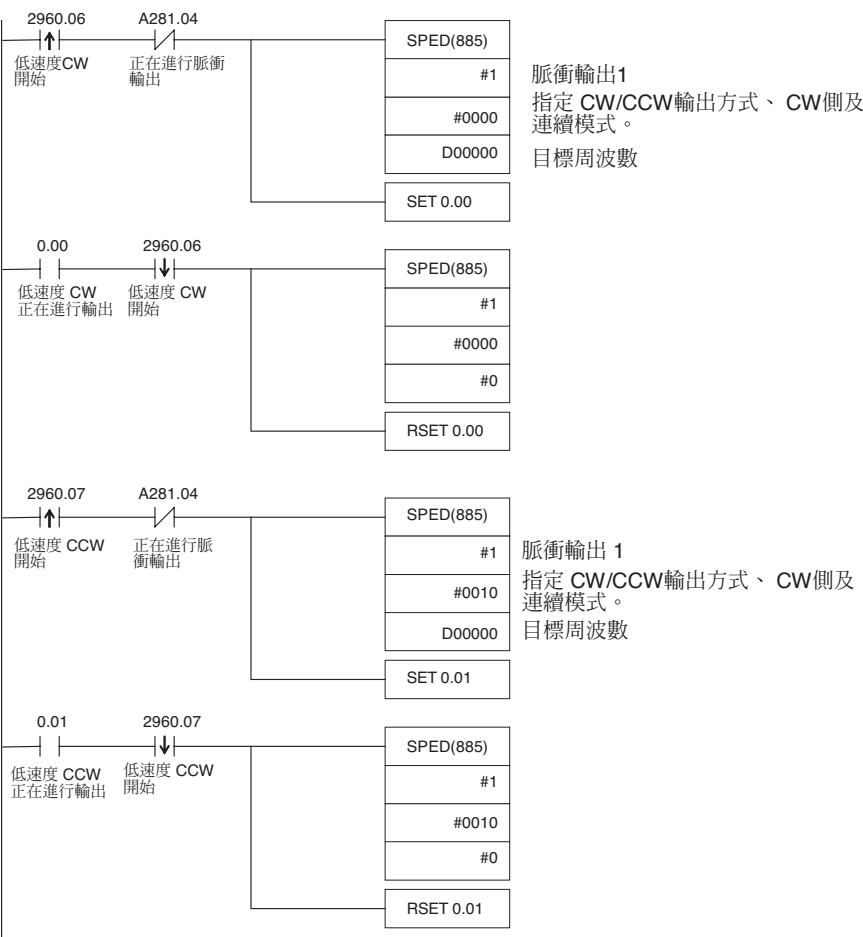 2960.06 A281.04
低速度CW
開始
正在進行脈衝
輸出
SPED(885)
#1
#0000
D00000
SET 0.00
脈衝輸出1
指定 CW/CCW輸出方式、 CW側及
連續模式。
目標周波數
0.00 2960.06
低速度 CW
正在進行輸出
低速度 CW
開始
SPED(885)
#1
#0000
#0
RSET 0.00
2960.07 A281.04
低速度 CCW
開始
正在進行脈
衝輸出
SPED(885)
#1
#0010
D00000
SET 0.01
脈衝輸出 1
指定 CW/CCW輸出方式、 CW側及
連續模式。
目標周波數
0.01 2960.07
低速度 CCW
正在進行輸出
低速度 CCW
開始
SPED(885)
#1
#0010
#0
RSET 0.01